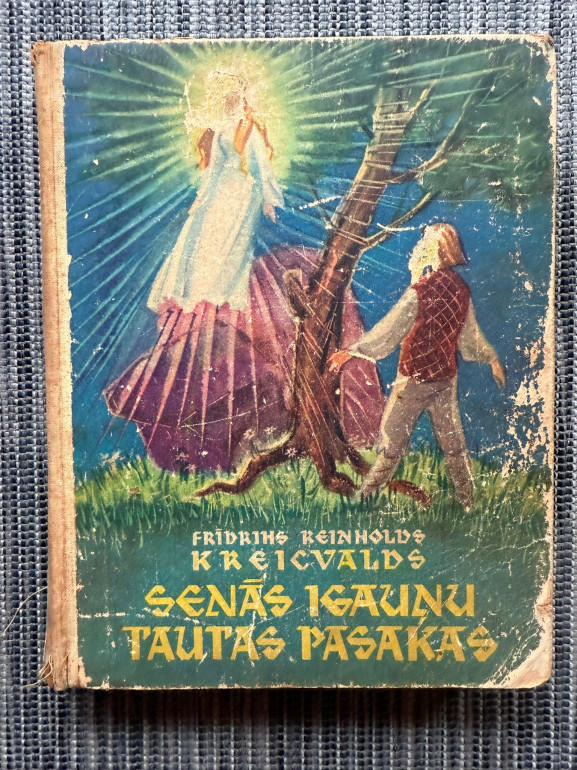 FRĪDRIHS REINHOLDS
KREICVALDS
SENĀS IGAUŅU
TAUTAS PASAKAS